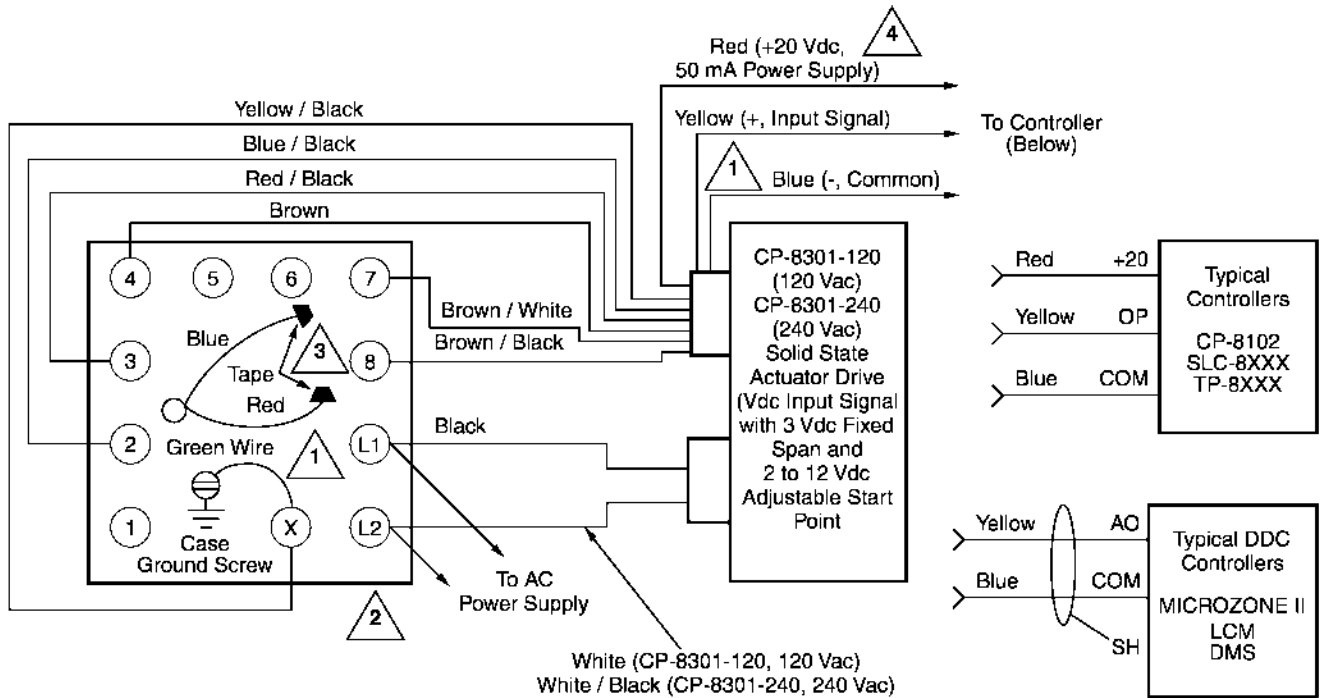 Red (+20 Vdc,
50 mA Power Supply)
4
Yellow / Black
Yellow (+, Input Signal)
To Controller
(Below)
Blue / Black
1
Red / Black
Blue (-, Common)
Brown
4
5
6
7
Brown / White
Brown / Black
Blue
3
3
8
Tape
Red
2
Green Wire
1
L1
Black
1
Case
Ground Screw
X
L2
To AC
Power Supply
2
White (CP-8301-120, 120 Vac)
White / Black (CP-8301-240, 240 Vac)
CP-8301-120
(120 Vac)
CP-8301-240
(240 Vac)
Solid State
Actuator Drive
(Vdc Input Signal
with 3 Vdc Fixed
Span and
2 to 12 Vdc
Adjustable Start
Point
Red +20
Yellow OP
Blue COM
Typical
Controllers
CP-8102
SLC-8XXX
TP-8XXX
Yellow AO
Blue COM
SH
Typical DDC
Controllers
MICROZONE II
LCM
DMS